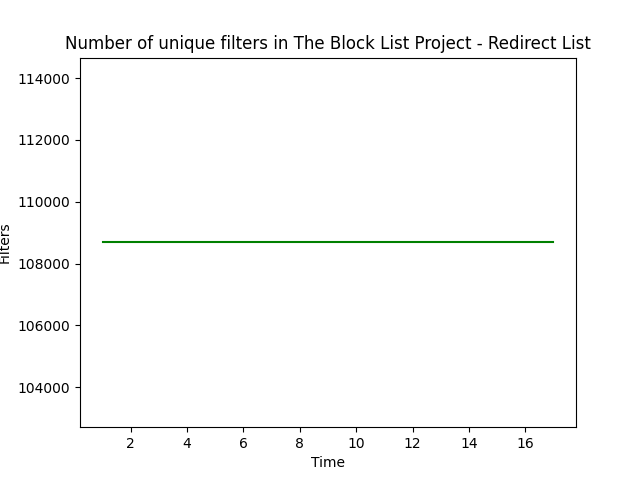 Number of unique filters in The Block List Project - Redirect List
114000
112000
110000
108000
106000
104000
Filters
2 4 6 8 10 12 14 16
Time